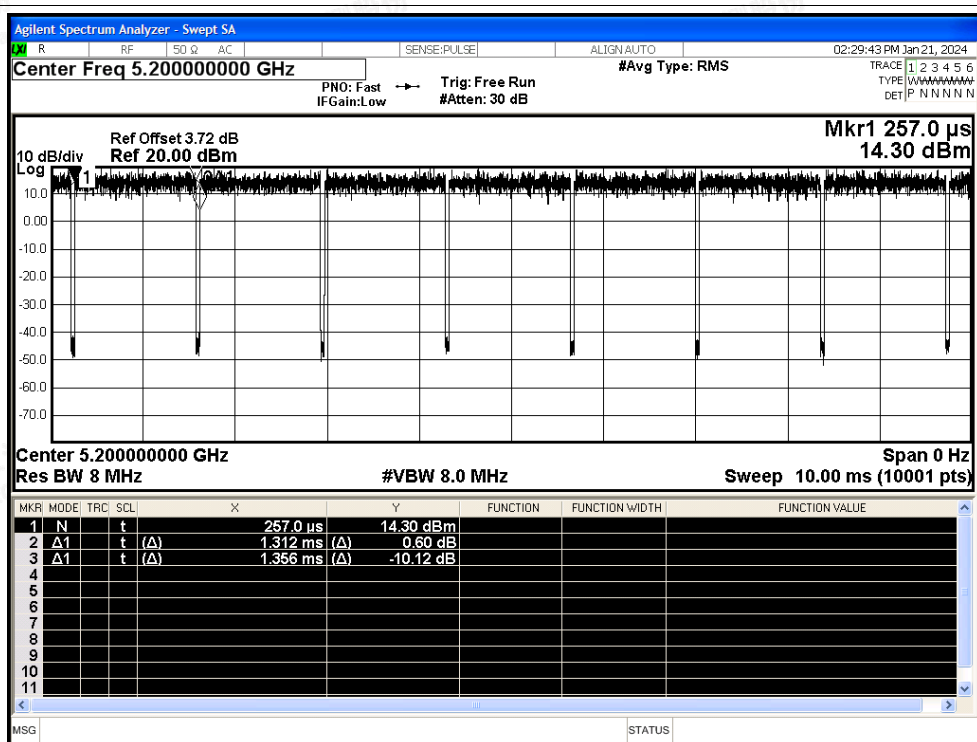 Agilent Spectrum Analyzer - Swept SA
LXI R RF 50 Ω AC SENSE:PULSE ALIGN AUTO 02:29:43 PM Jan 21, 2024
Center Freq 5.200000000 GHz
#Avg Type: RMS
TRACE 1 2 3 4 5 6
PNO: Fast Trig: Free Run
TYPE
IFGain:Low #Atten: 30 dB
DET P N N N N N
Mkr1 257.0 µs
Ref Offset 3.72 dB
10 dB/div Ref 20.00 dBm 14.30 dBm
Log
1
10.0
0.00
-10.0
-20.0
-30.0
-40.0
-50.0
-60.0
-70.0
Center 5.200000000 GHz Span 0 Hz
Res BW 8 MHz #VBW 8.0 MHz Sweep 10.00 ms (10001 pts)
MKR MODE TRC SCL X Y FUNCTION FUNCTION WIDTH FUNCTION VALUE
1 N t 257.0 µs 14.30 dBm
2 Δ1 t (Δ) 1.312 ms (Δ) 0.60 dB
3 Δ1 t (Δ) 1.356 ms (Δ) -10.12 dB
4
5
6
7
8
9
10
11
MSG STATUS